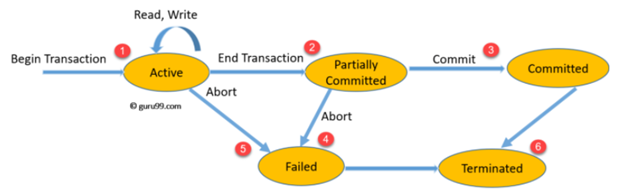 Read, Write
1
2
3
Begin Transaction
End Transaction
Commit
Active
Partially
Committed
Committed
© guru99.com
Abort
Abort
4
5
6
Failed
Terminated